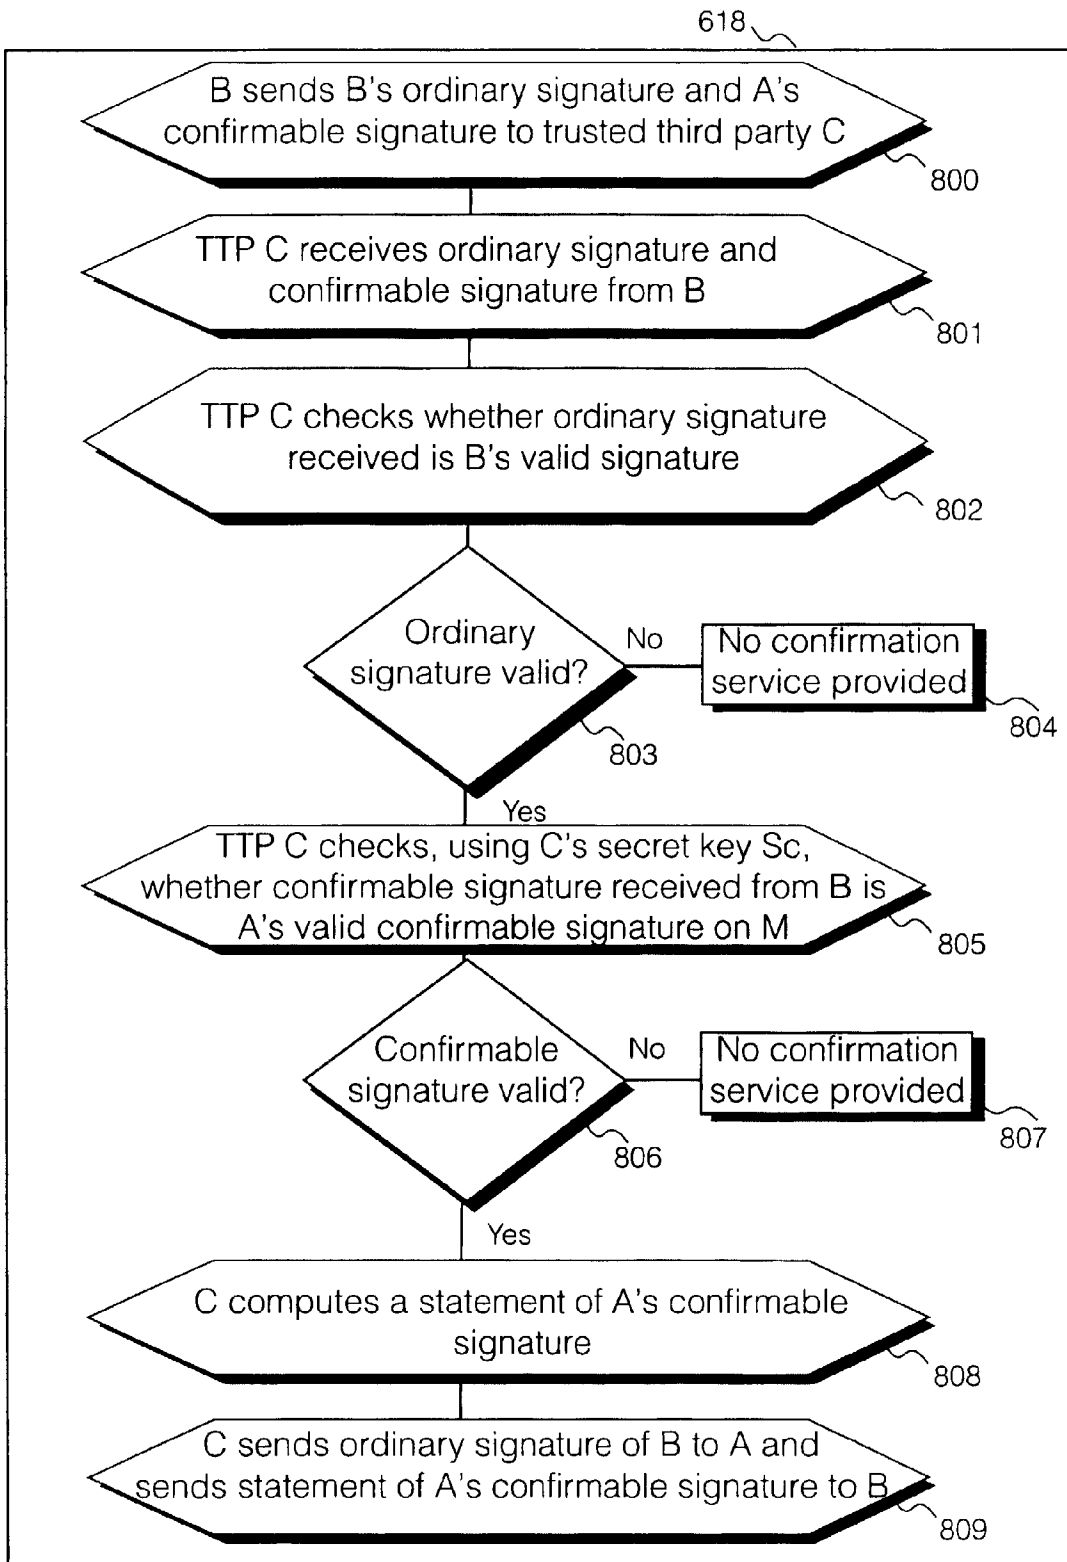 618
B sends B's ordinary signature and A's
confirmable signature to trusted third party C
800
TTP C receives ordinary signature and
confirmable signature from B
801
TTP C checks whether ordinary signature
received is B's valid signature
802
Ordinary
signature valid?
803
No
No confirmation
service provided
804
Yes
TTP C checks, using C's secret key Sc,
whether confirmable signature received from B is
A's valid confirmable signature on M
805
Confirmable
signature valid?
806
No
No confirmation
service provided
807
Yes
C computes a statement of A's confirmable
signature
808
C sends ordinary signature of B to A and
sends statement of A's confirmable signature to B
809